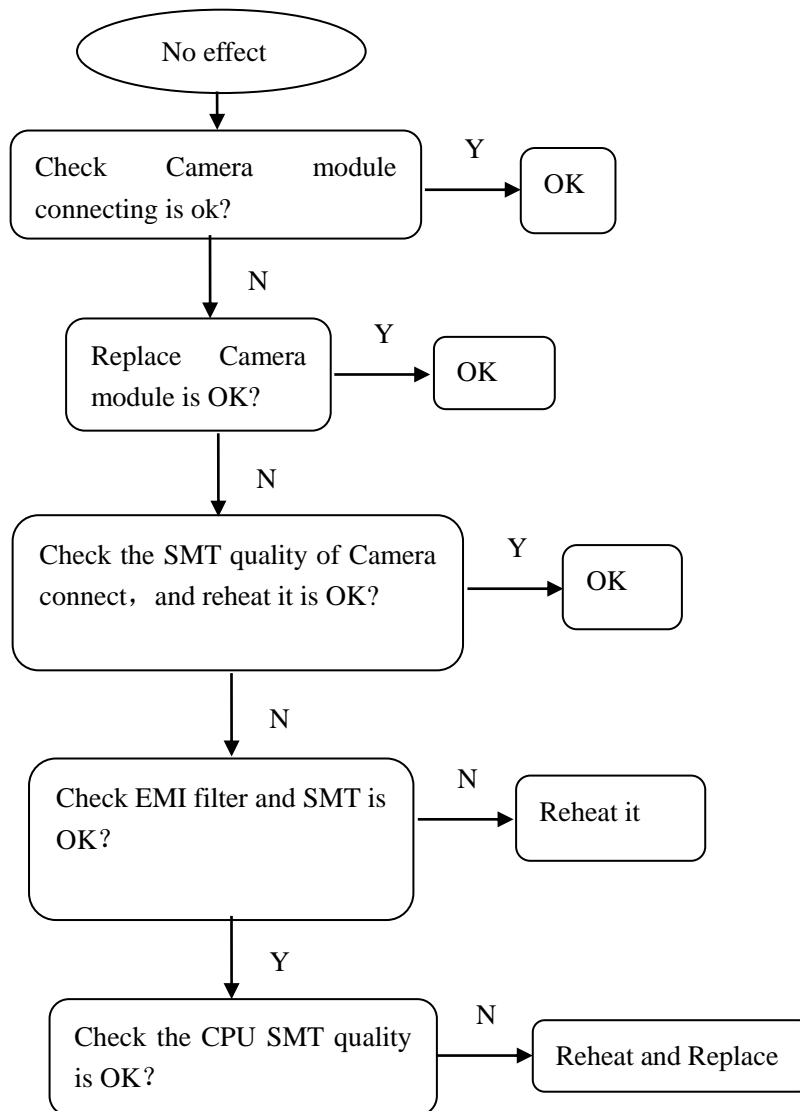 No effect
Check Camera module
connecting is ok?
Y
OK
N
Replace Camera
module is OK?
Y
OK
N
Check the SMT quality of Camera
connect，and reheat it is OK?
Y
OK
N
Check EMI filter and SMT is
OK？
N
Reheat it
Y
Check the CPU SMT quality
is OK？
N
Reheat and Replace